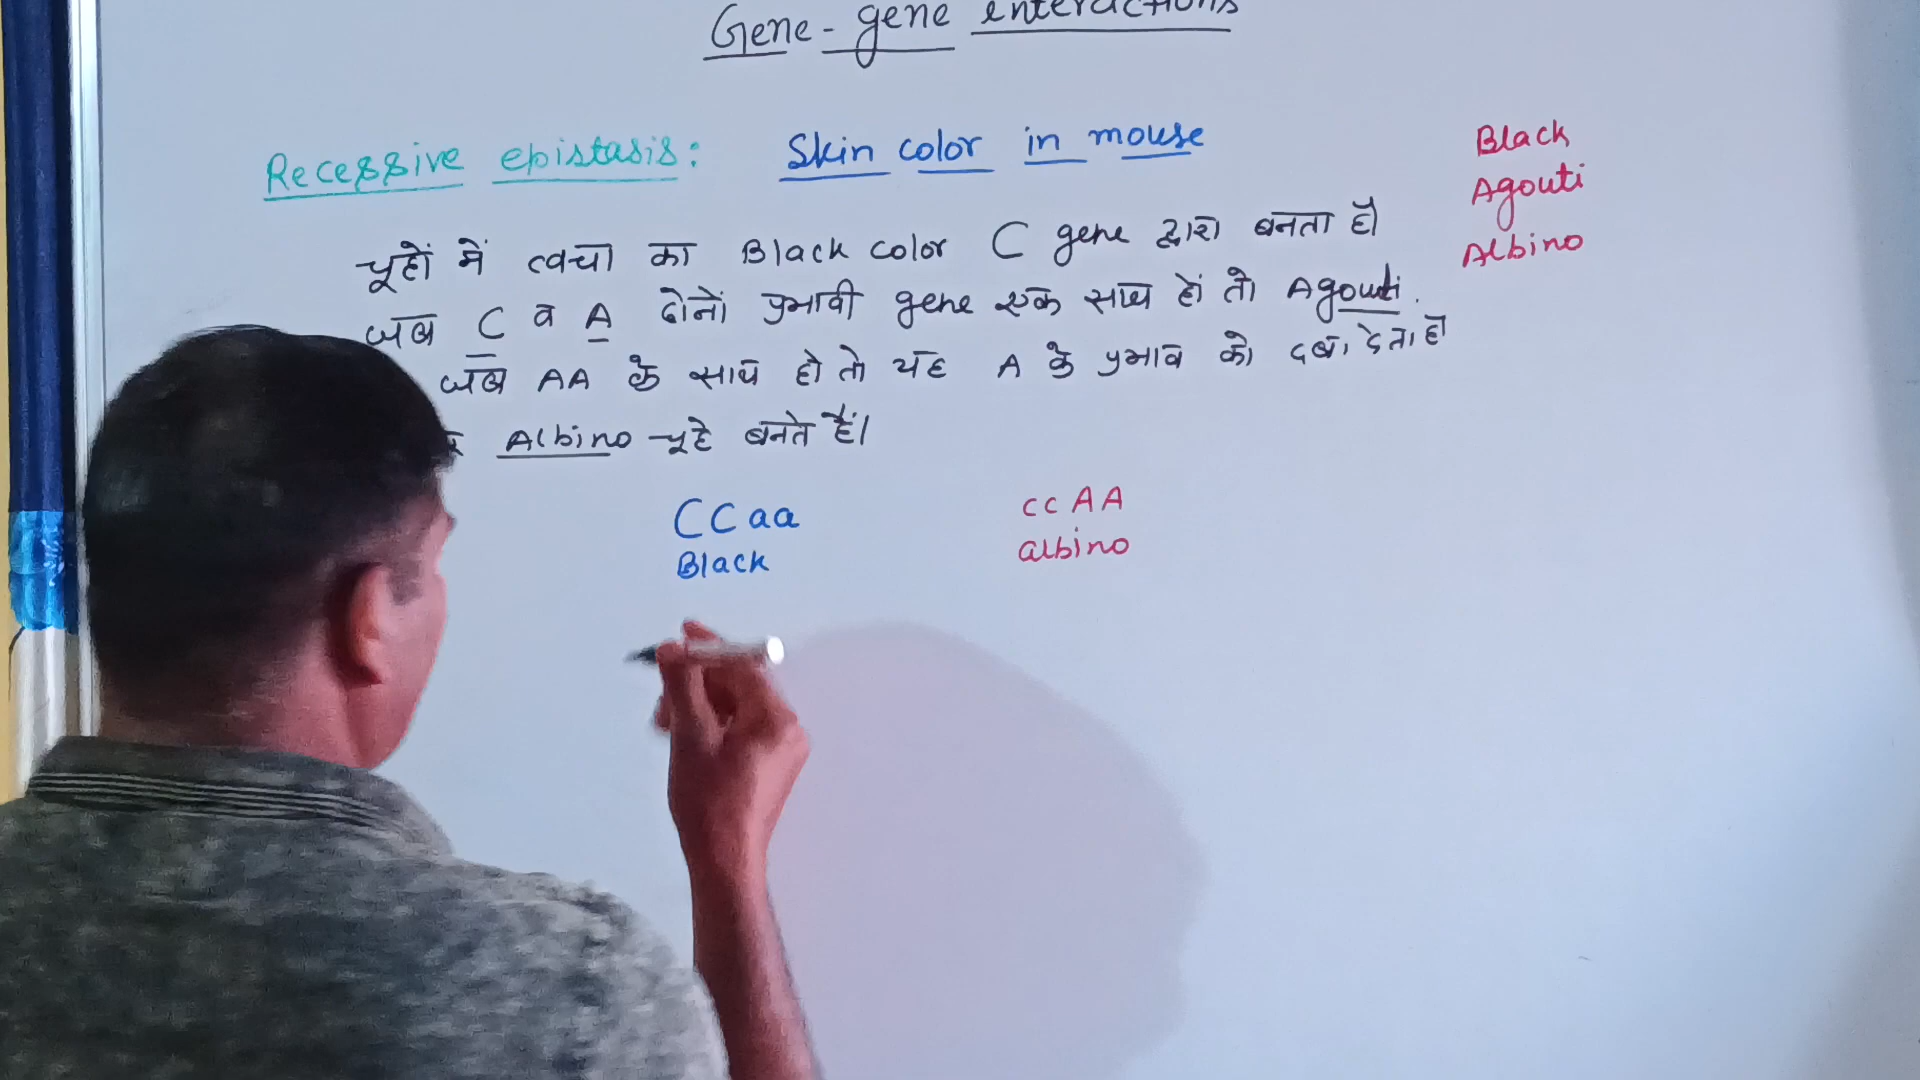 Gene-gene interactions
Recessive epistasis: Skin color in mouse
चूहों में त्वचा का Black color C gene द्वारा बनता है
जब C व A दोनों प्रभावी gene एक साथ हों तो Agouti.
जब AA के साथ हो तो यह A के प्रभाव को दबा देता है
Albino चूहे बनते हैं।
Black
Agouti
Albino
CCaa
Black
ccAA
albino